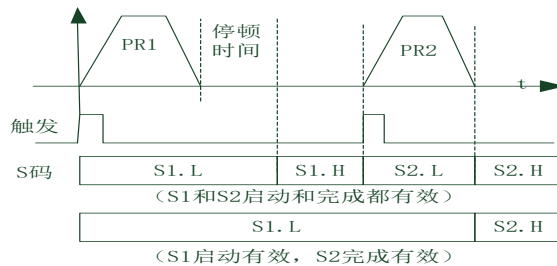 PR1
停顿
时间
PR2
t
触发
S码
S1.L
S1.H
S2.L
S2.H
(S1和S2启动和完成都有效)
S1.L
S2.H
(S1启动有效, S2完成有效)